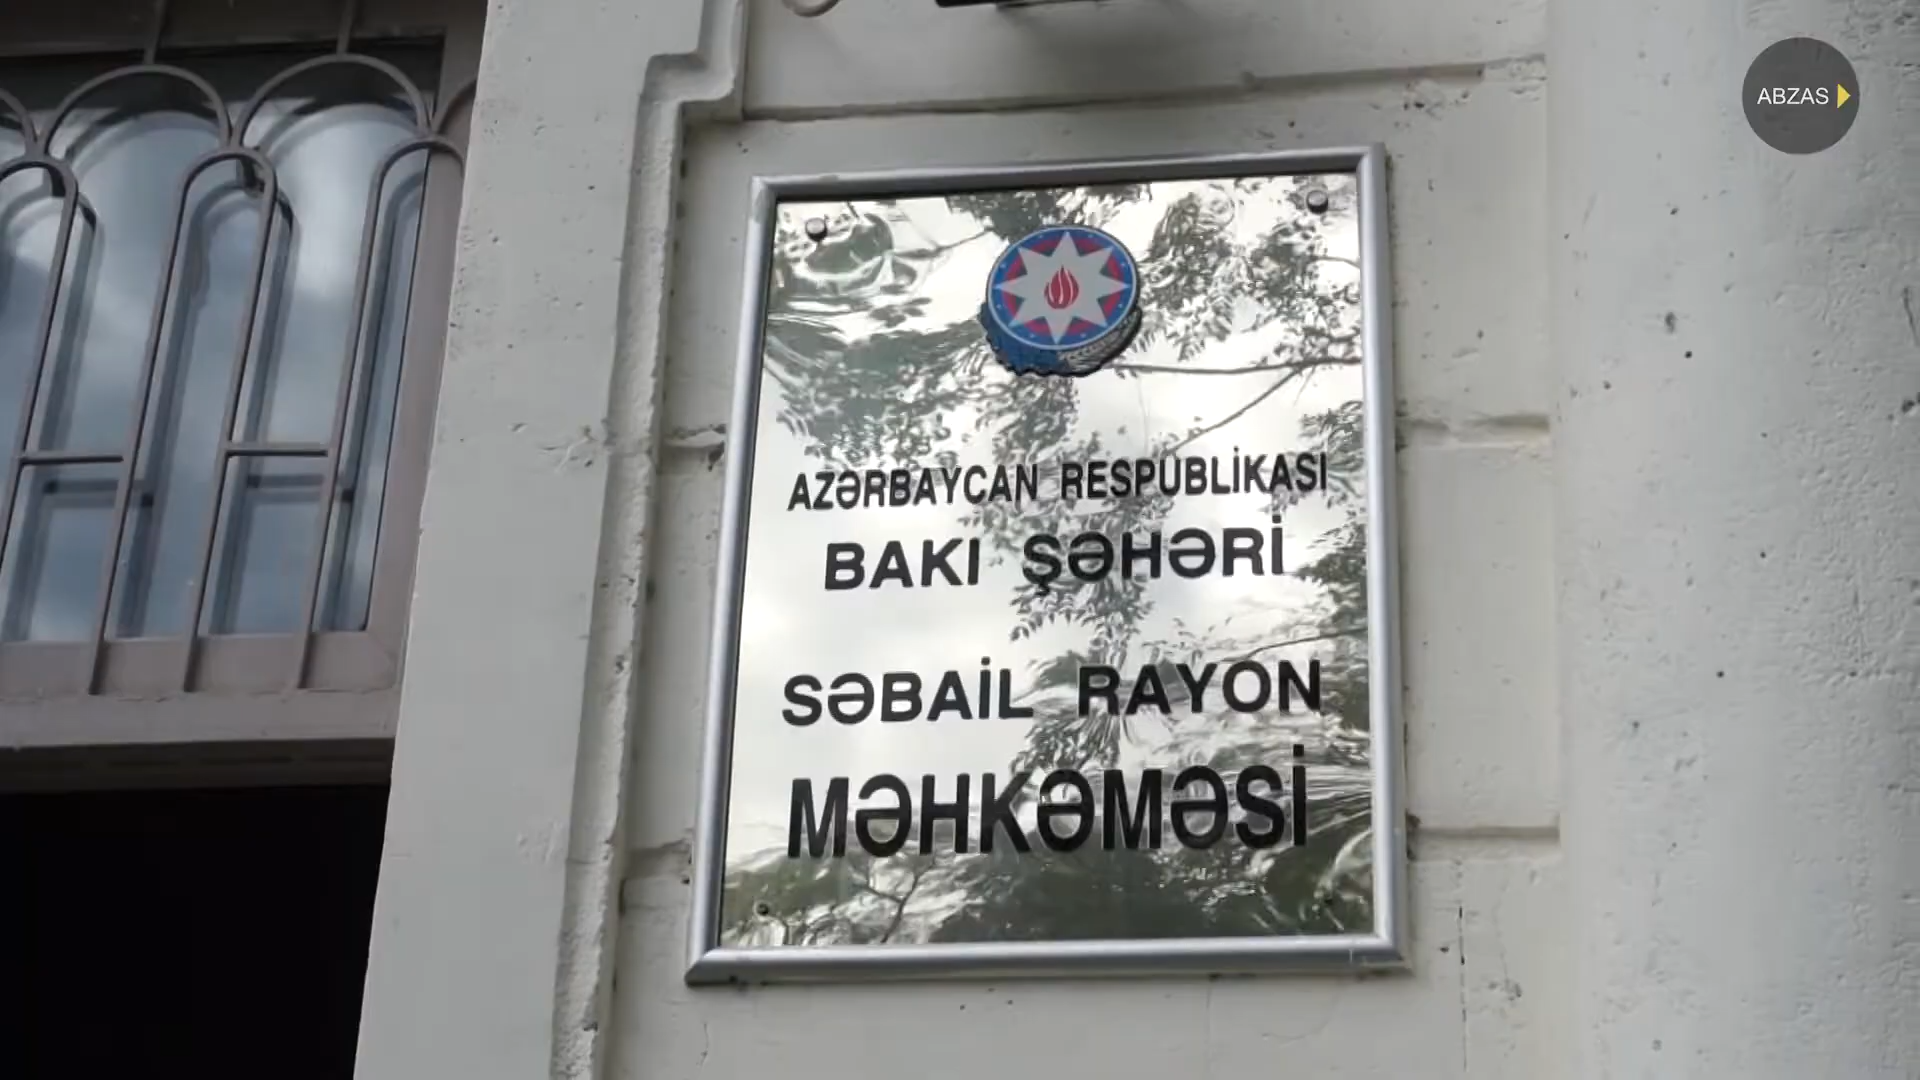 ABZAS
AZƏRBAYCAN RESPUBLİKASI
BAKI ŞƏHƏRİ
SƏBAİL RAYON
MƏHKƏMƏSİ